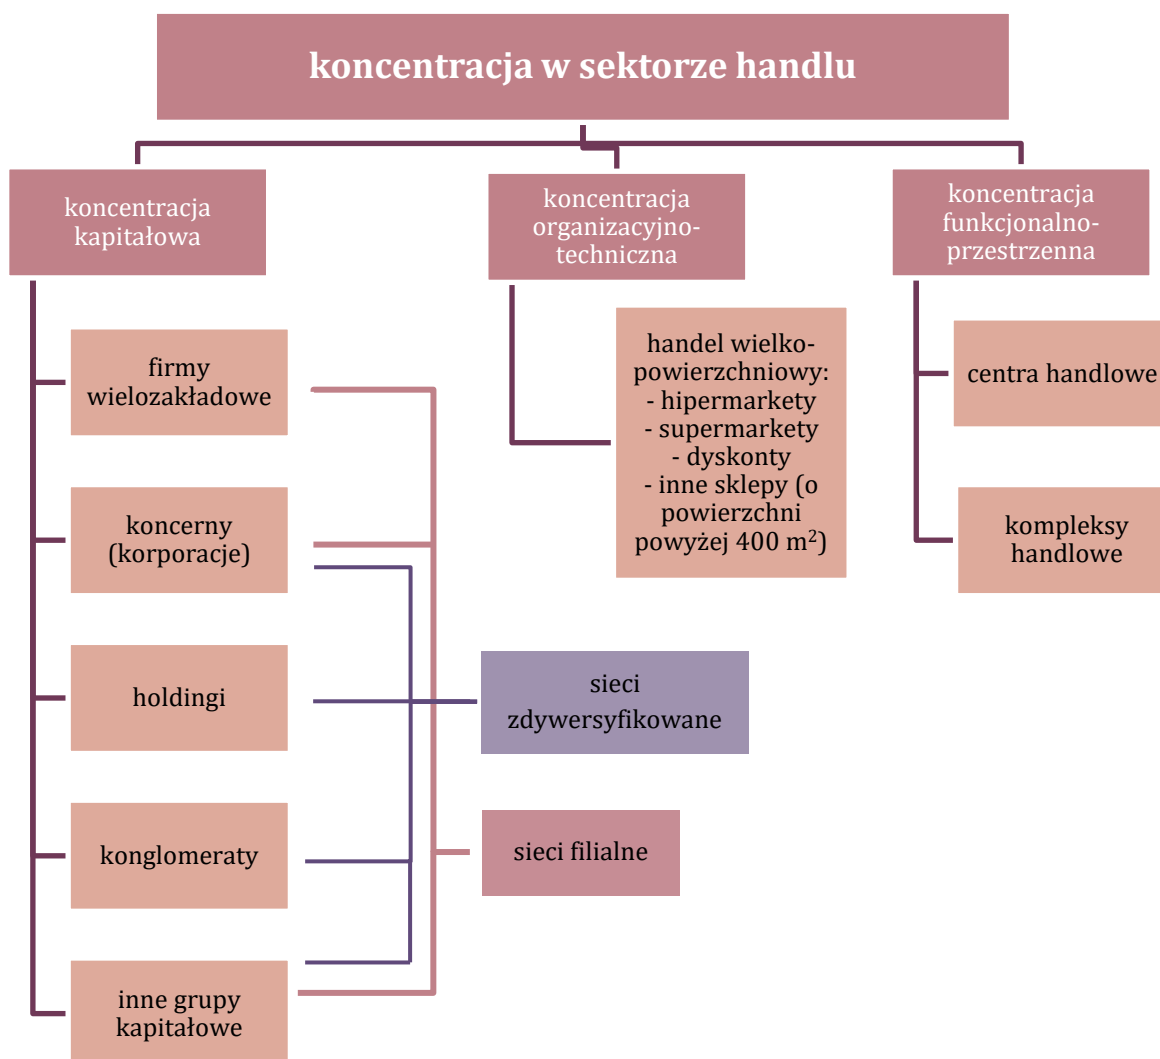 koncentracja w sektorze handlu
koncentracja
kapitałowa
koncentracja
organizacyjno-
techniczna
koncentracja
funkcjonalno-
przestrzenna
firmy
wielozakładowe
koncerny
(korporacje)
holdingi
konglomeraty
inne grupy
kapitałowe
handel wielko-
powierzchniowy:
- hipermarkety
- supermarkety
- dyskonty
- inne sklepy (o
powierzchni
powyżej 400 m²)
sieci
zdywersyfikowane
sieci filialne
centra handlowe
kompleksy
handlowe